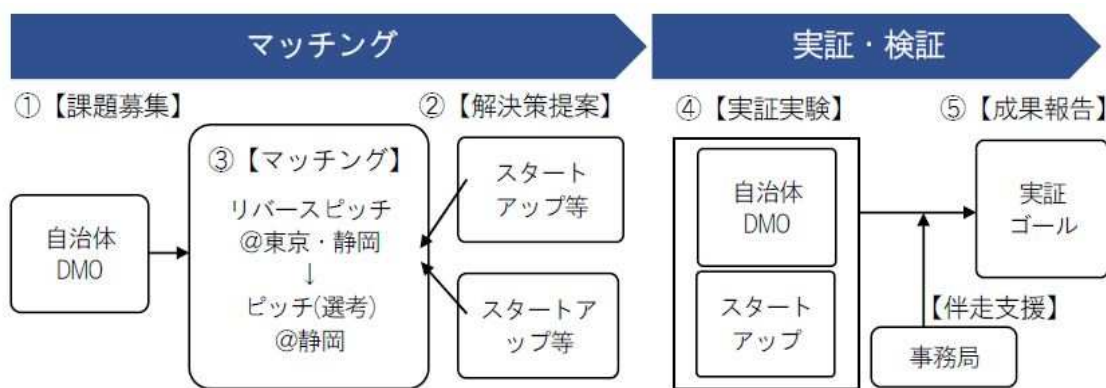 マッチング
実証・検証
①【課題募集】
自治体
DMO
③【マッチング】
リバースピッチ
@東京・静岡
↓
ピッチ(選考)
@静岡
②【解決策提案】
スタート
アップ等
スタートア
ップ等
④【実証実験】
自治体
DMO
スタート
アップ
⑤【成果報告】
実証
ゴール
【伴走支援】
事務局